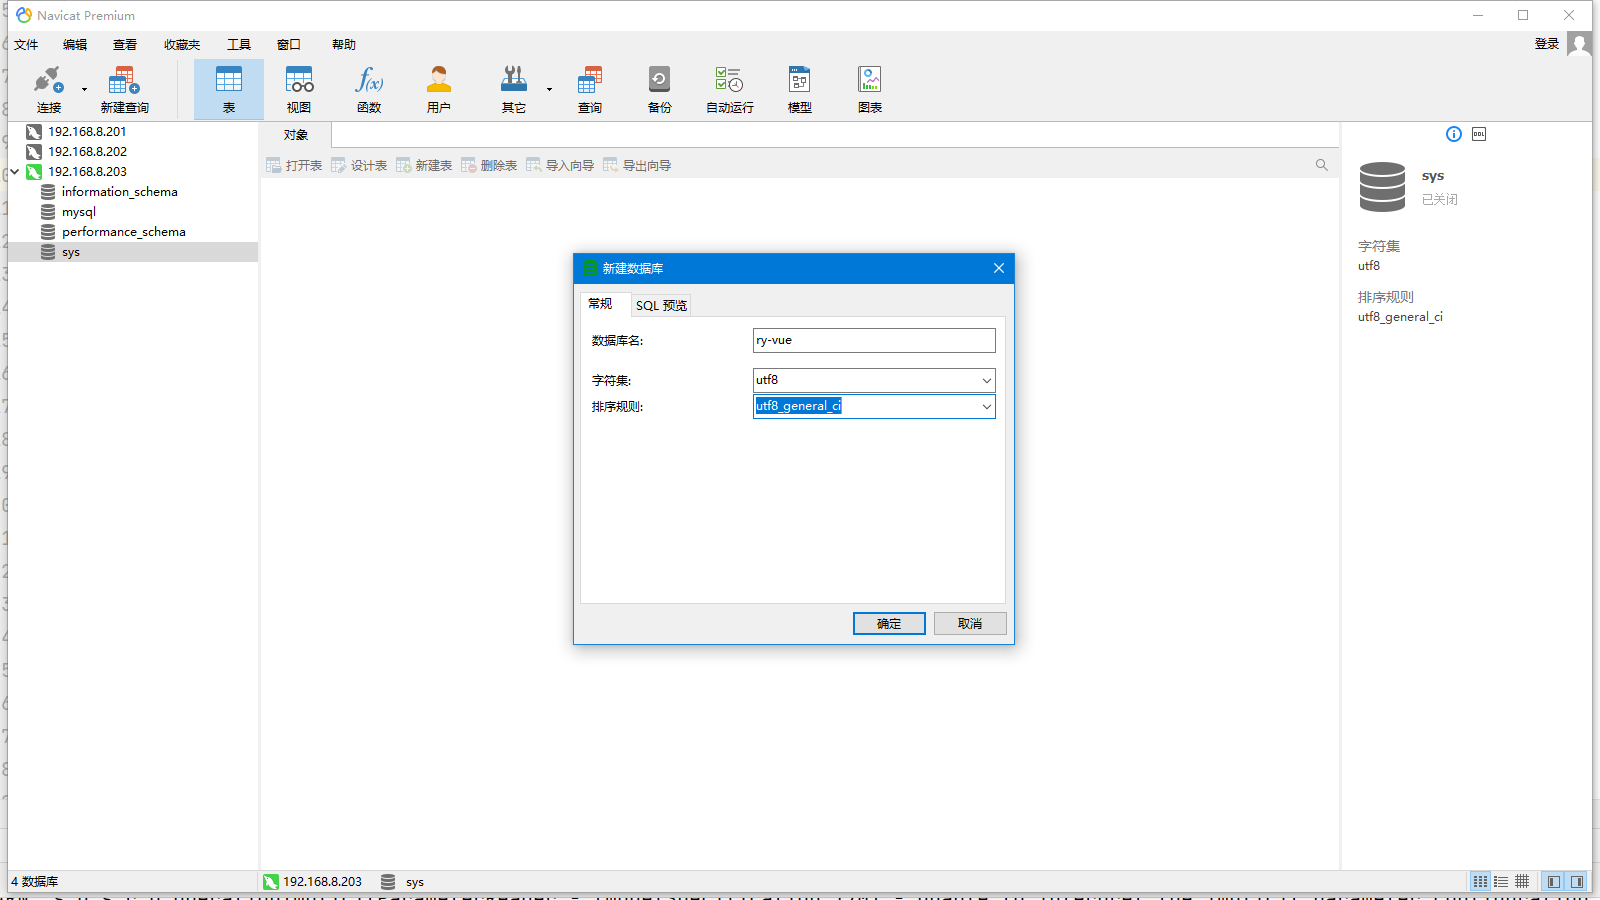 Navicat Premium
文件 编辑 查看 收藏夹 工具 窗口 帮助 登录
连接 新建查询 表 视图 函数 用户 其它 查询 备份 自动运行 模型 图表
192.168.8.201
192.168.8.202
192.168.8.203
information_schema
mysql
performance_schema
sys
对象
打开表 设计表 新建表 删除表 导入向导 导出向导
新建数据库
常规 SQL 预览
数据库名: ry-vue
字符集: utf8
排序规则: utf8_general_ci
确定 取消
DDL
sys
已关闭
字符集
utf8
排序规则
utf8_general_ci
4 数据库 192.168.8.203 sys